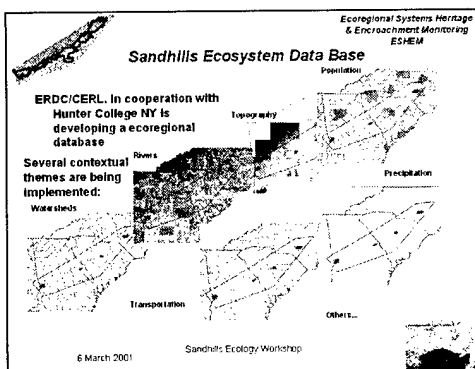 Ecoregional Systems Heritage
& Encroachment Monitoring
ESHEM
Sandhills Ecosystem Data Base
Population
ERDC/CERL. In cooperation with
Hunter College NY is
developing a ecoregional
database
Topography
Rivers
Several contextual
themes are being
implemented:
Precipitation
Watersheds
Transportation
Others...
6 March 2001
Sandhills Ecology Workshop